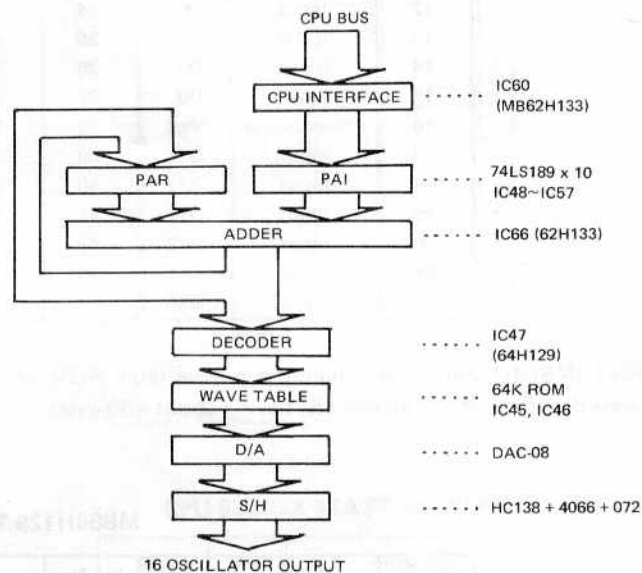 CPU BUS
CPU INTERFACE
IC60
(MB62H133)
PAR
PAI
74LS189 x 10
IC48~IC57
ADDER
IC66 (62H133)
DECODER
IC47
(64H129)
WAVE TABLE
64K ROM
IC45, IC46
D/A
DAC-08
S/H
HC138 + 4066 + 072
16 OSCILLATOR OUTPUT